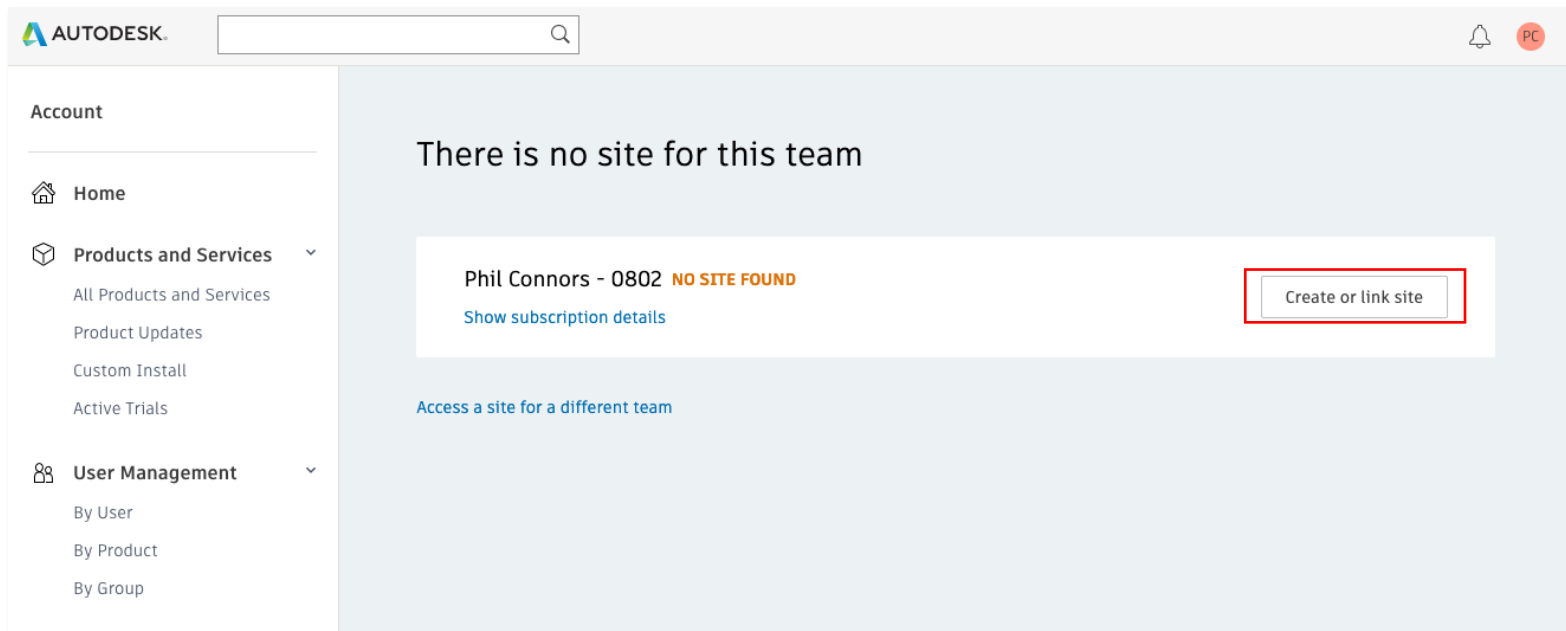 AUTODESK.
PC
Account
Home
Products and Services
All Products and Services
Product Updates
Custom Install
Active Trials
User Management
By User
By Product
By Group
There is no site for this team
Phil Connors - 0802 NO SITE FOUND
Show subscription details
Create or link site
Access a site for a different team